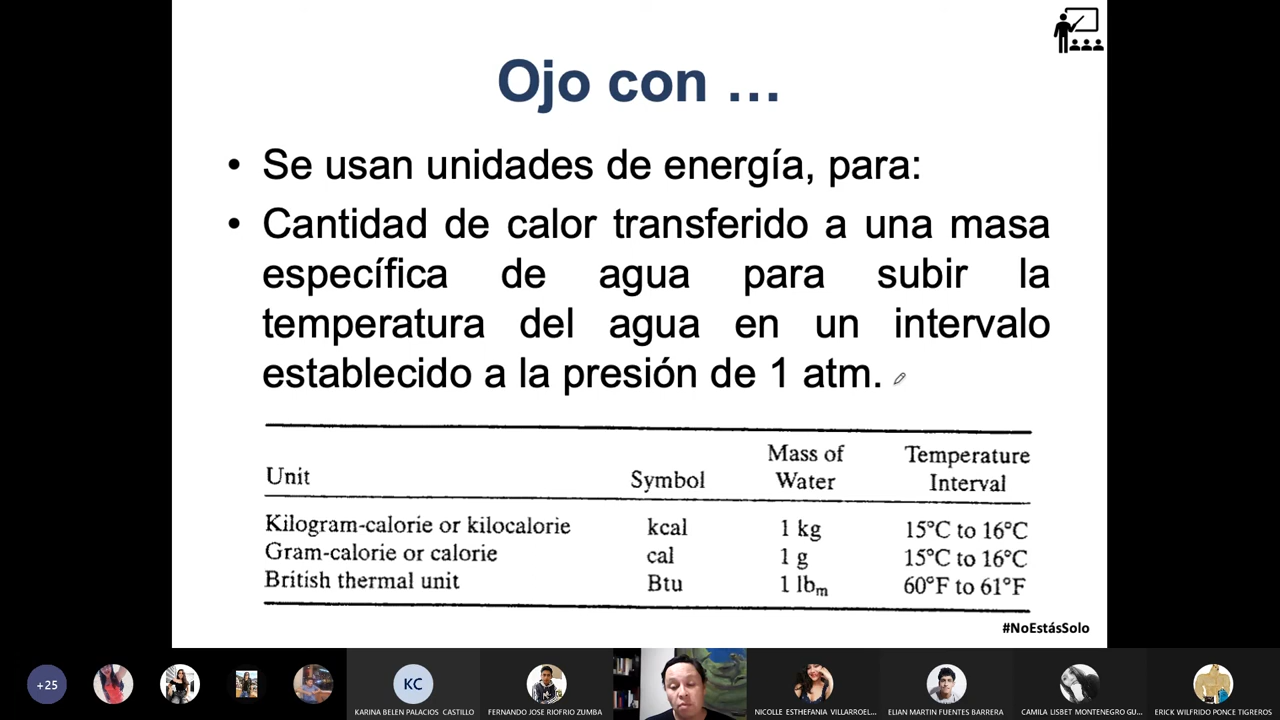 Ojo con ...
• Se usan unidades de energía, para:
• Cantidad de calor transferido a una masa
específica de agua para subir la
temperatura del agua en un intervalo
establecido a la presión de 1 atm.
Unit Symbol Mass of Water Temperature Interval
Kilogram-calorie or kilocalorie kcal 1 kg 15°C to 16°C
Gram-calorie or calorie cal 1 g 15°C to 16°C
British thermal unit Btu 1 lbm 60°F to 61°F
#NoEstásSolo
+25
KC
KARINA BELEN PALACIOS CASTILLO
FERNANDO JOSE RIOFRIO ZUMBA
NICOLLE ESTHEFANIA VILLARROEL...
ELIAN MARTIN FUENTES BARRERA
CAMILA LISBET MONTENEGRO GU...
ERICK WILFRIDO PONCE TIGREROS